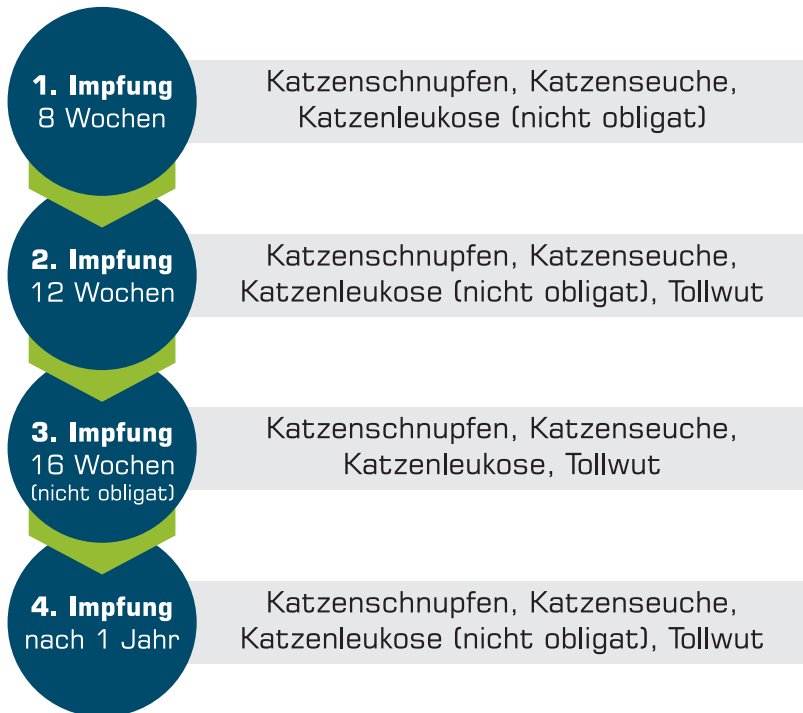 1. Impfung
8 Wochen
Katzenschnupfen, Katzenseuche,
Katzenleukose (nicht obligat)
2. Impfung
12 Wochen
Katzenschnupfen, Katzenseuche,
Katzenleukose (nicht obligat), Tollwut
3. Impfung
16 Wochen
(nicht obligat)
Katzenschnupfen, Katzenseuche,
Katzenleukose, Tollwut
4. Impfung
nach 1 Jahr
Katzenschnupfen, Katzenseuche,
Katzenleukose (nicht obligat), Tollwut